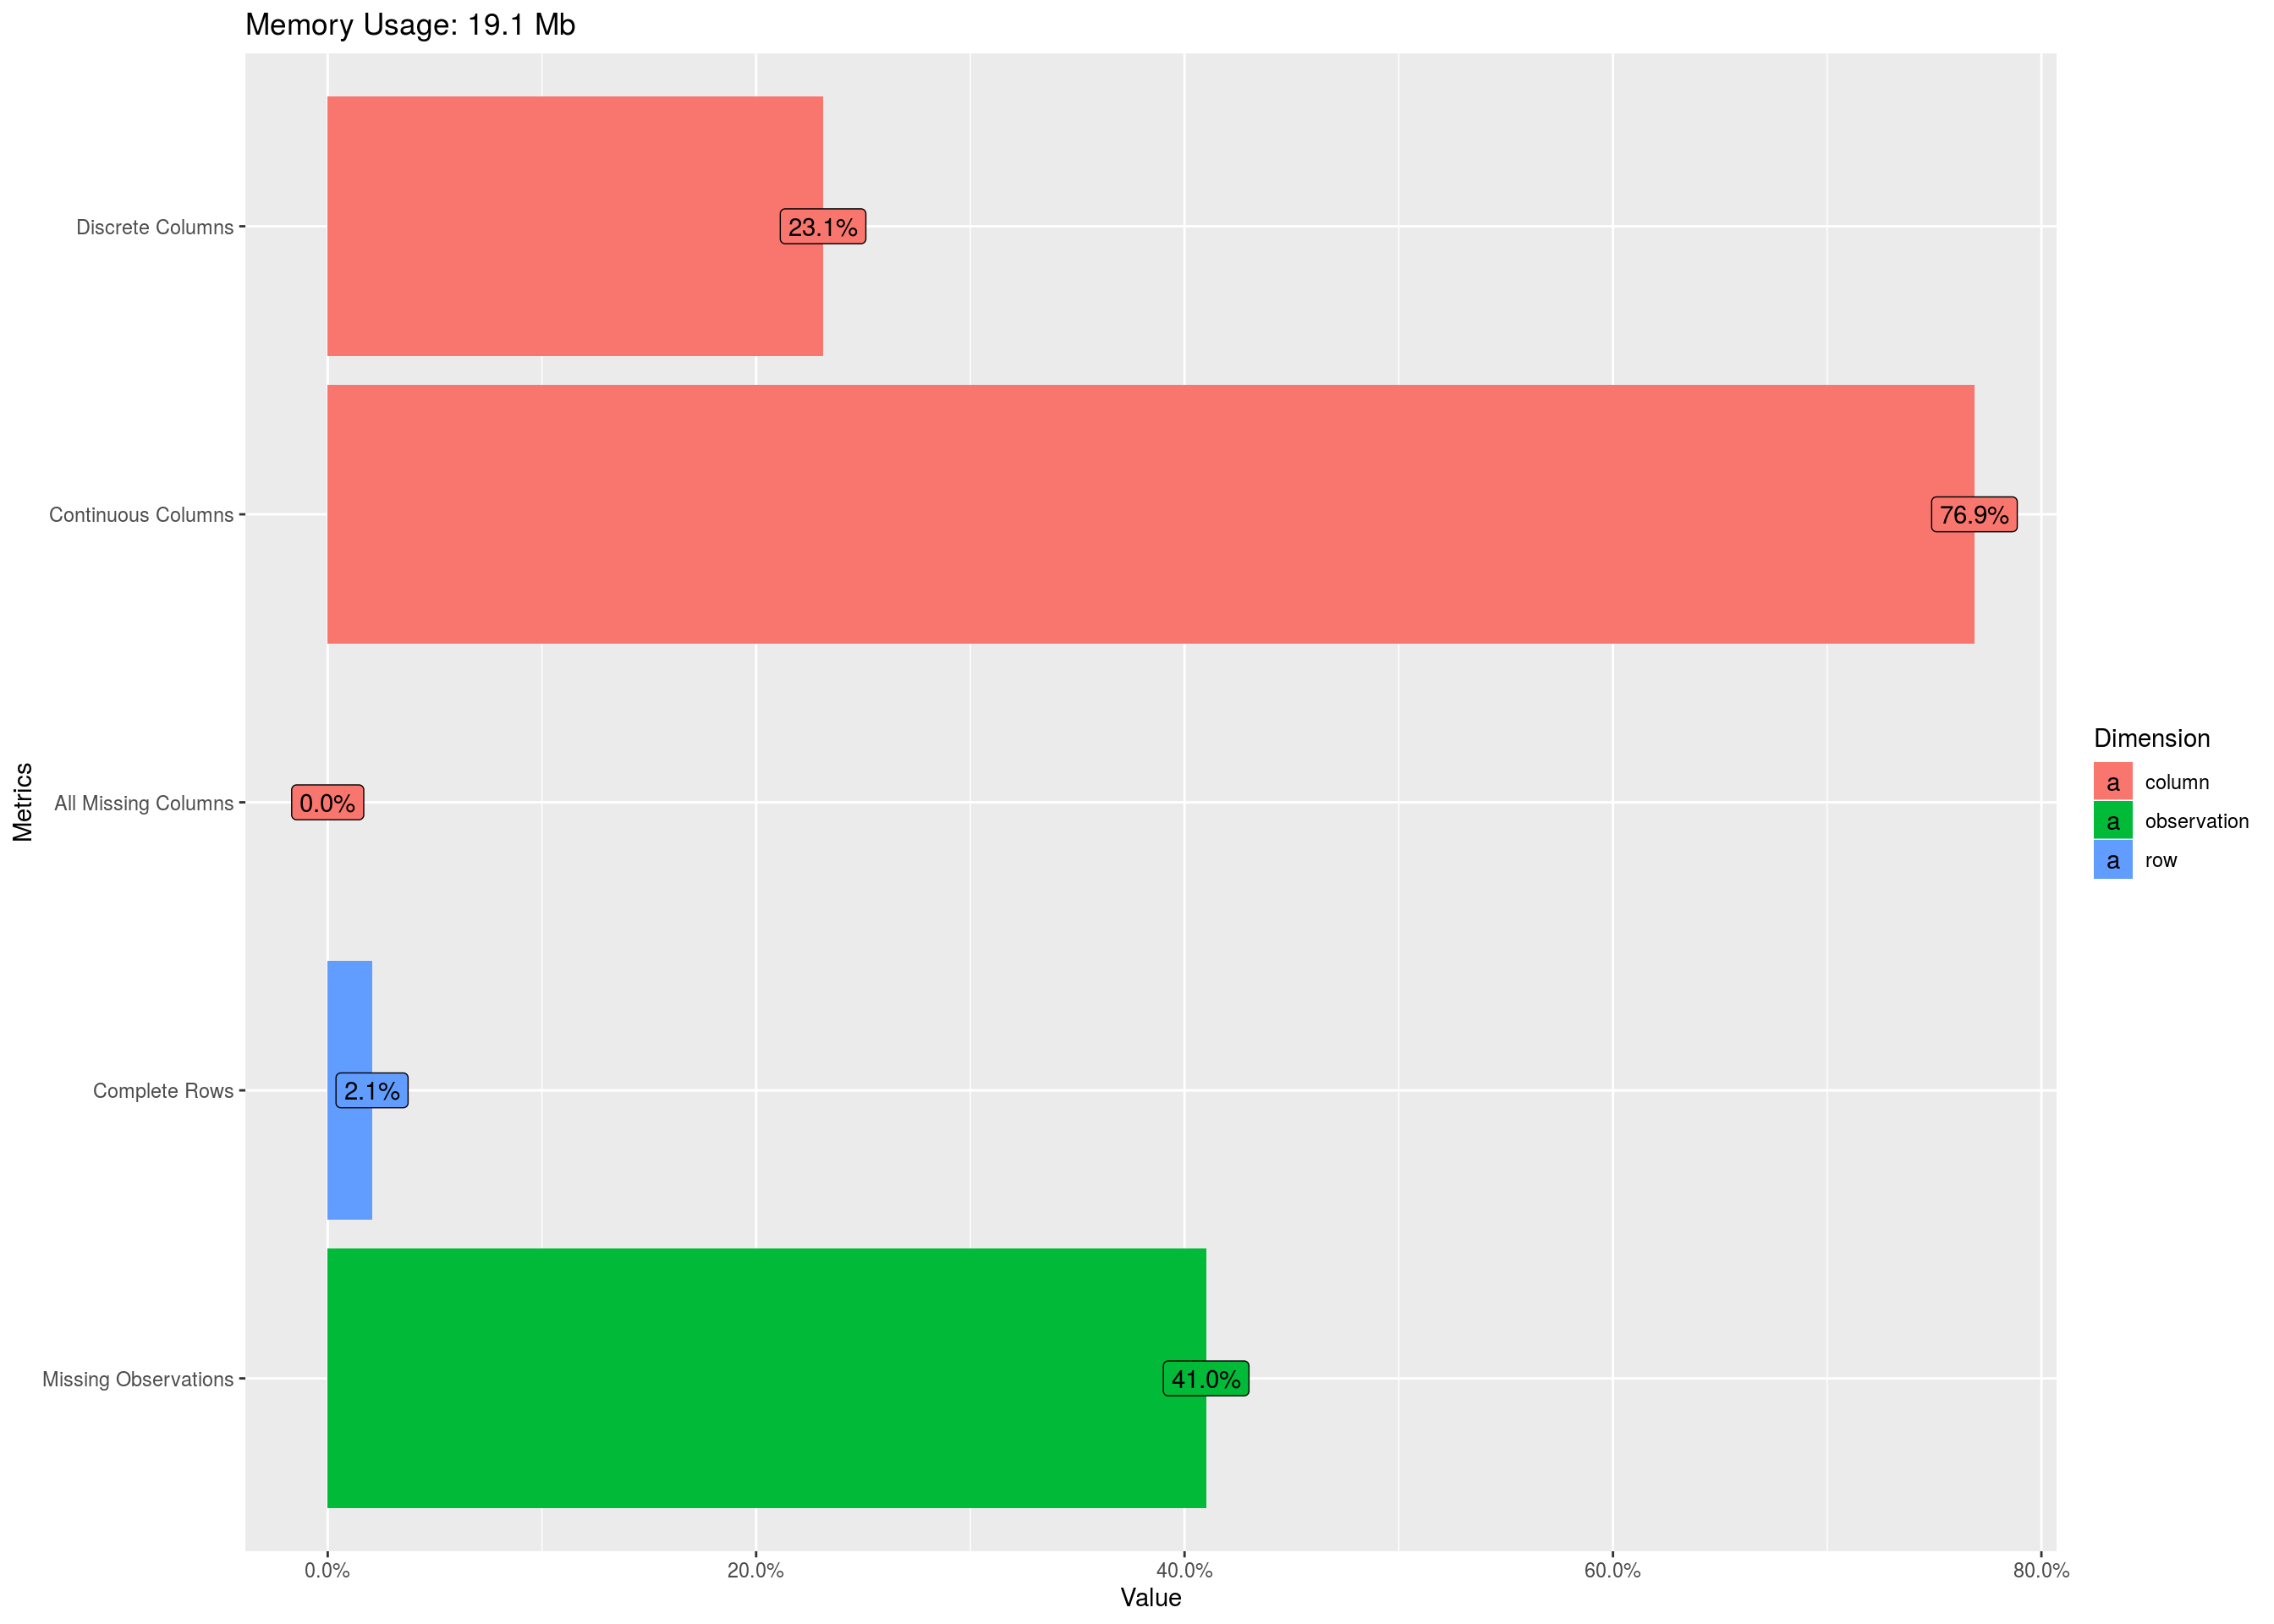 Memory Usage: 19.1 Mb
Discrete Columns
23.1%
Continuous Columns
76.9%
All Missing Columns
0.0%
Complete Rows
2.1%
Missing Observations
41.0%
Metrics
0.0%
20.0%
40.0%
60.0%
80.0%
Value
Dimension
a column
a observation
a row